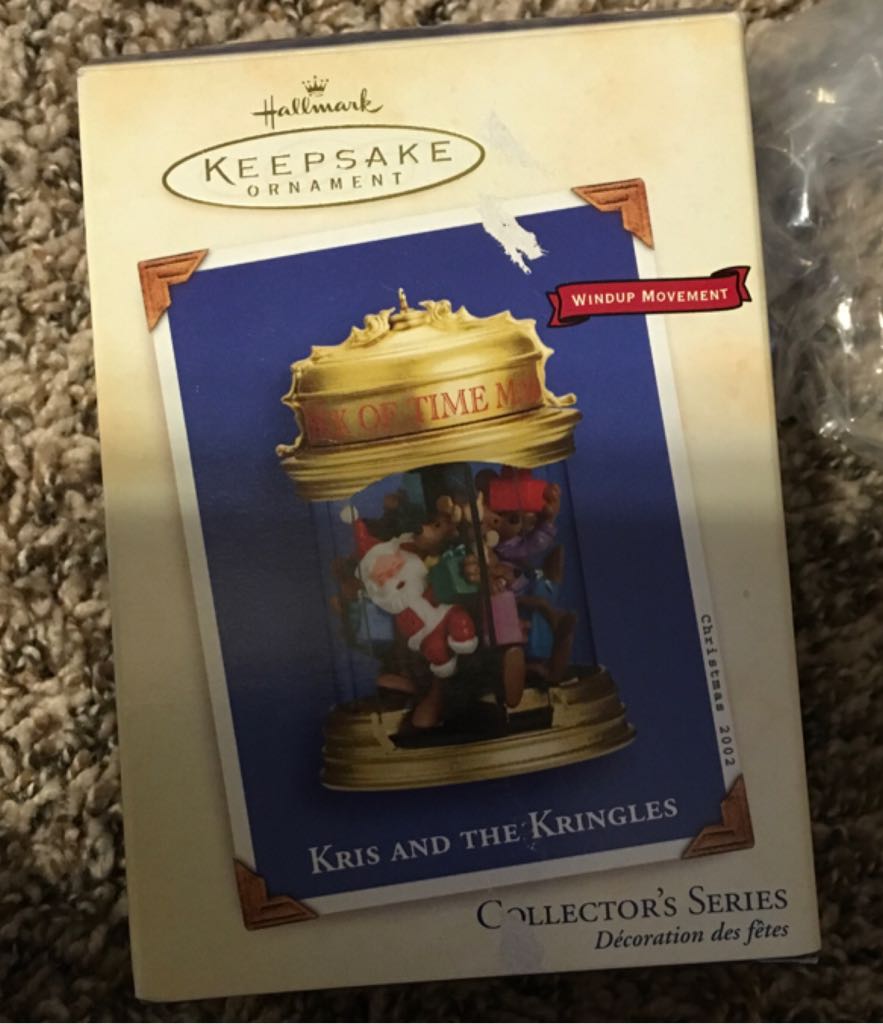 Hallmark
KEEPSAKE
ORNAMENT
WINDUP MOVEMENT
OF TIME
Christmas 2002
KRIS AND THE KRINGLES
COLLECTOR'S SERIES
Décoration des fêtes